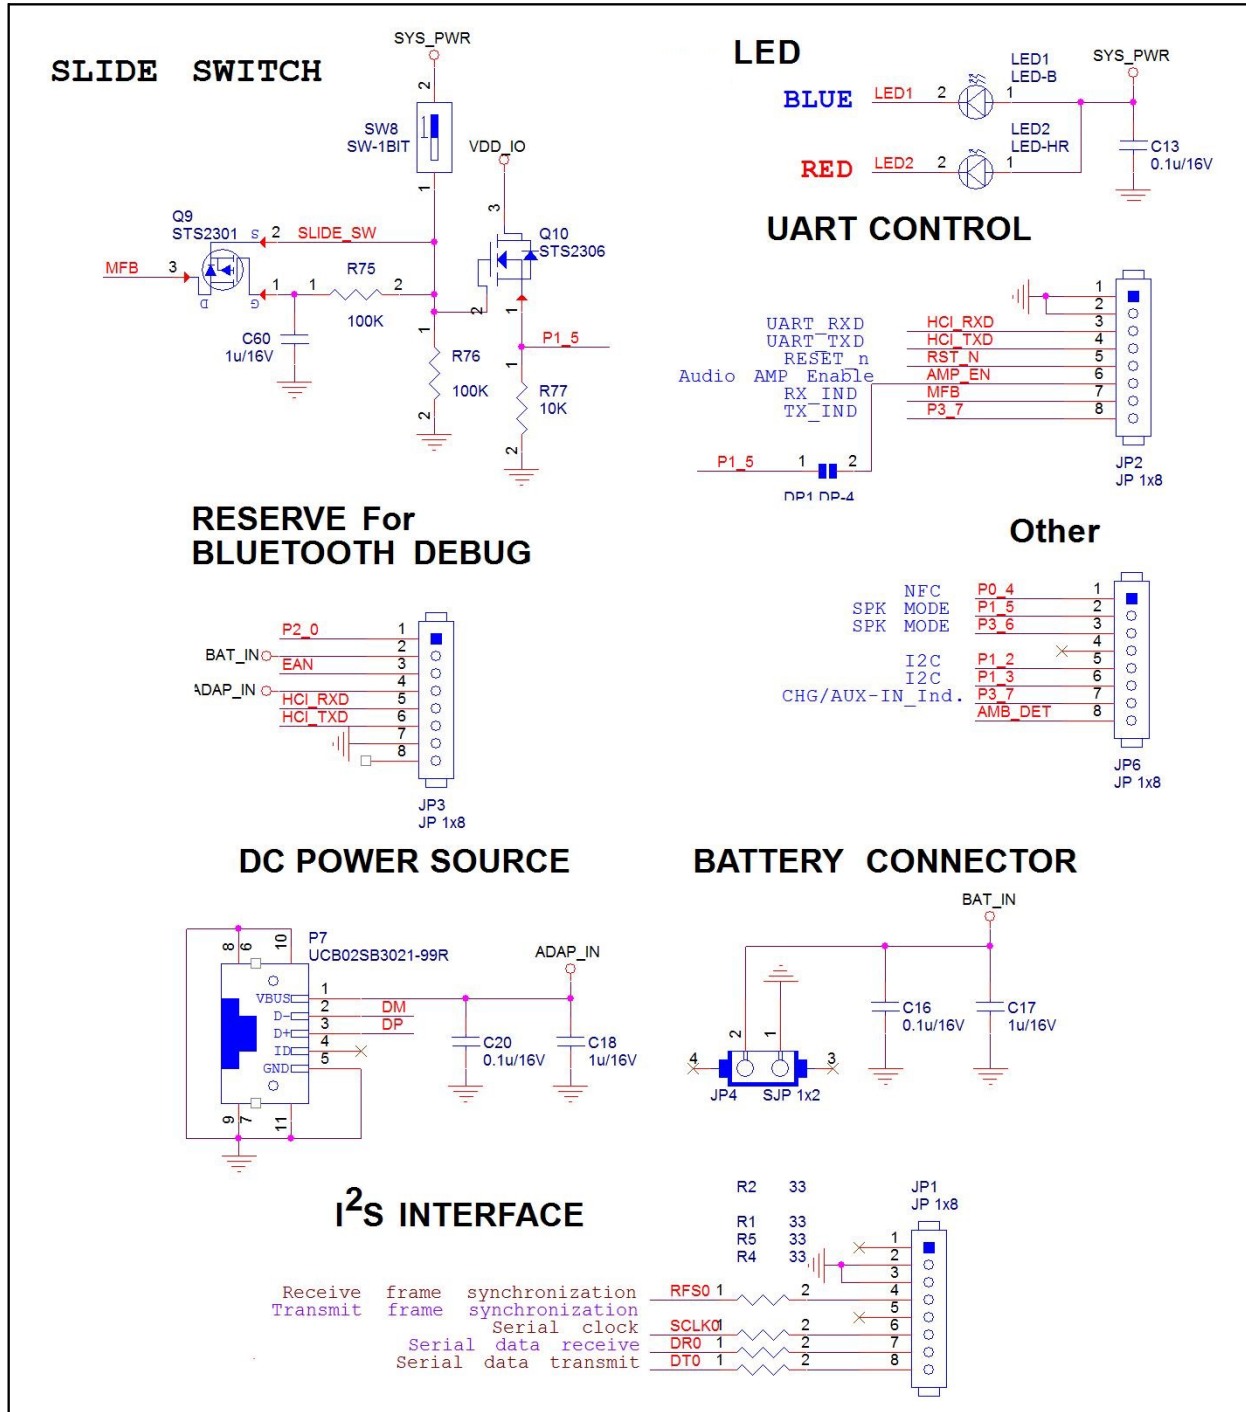 SLIDE SWITCH
SYS_PWR
2
SW8
SW-1BIT
1
1
VDD_IO
3
Q10
STS2306
Q9
STS2301
S
2
SLIDE_SW
MFB
3
D
G
1
1
R75
2
100K
2
1
P1_5
C60
1u/16V
1
R76
100K
2
1
R77
10K
2
LED
BLUE
LED1
2
LED1
LED-B
1
SYS_PWR
RED
LED2
2
LED2
LED-HR
1
C13
0.1u/16V
UART CONTROL
1
2
UART_RXD HCI_RXD 3
UART_TXD HCI_TXD 4
RESET_n RST_N 5
Audio AMP Enable AMP_EN 6
RX_IND MFB 7
TX_IND P3_7 8
P1_5 1 2
DP1 DP-4
JP2
JP 1x8
RESERVE For
BLUETOOTH DEBUG
P2_0 1
BAT_IN 2
EAN 3
ADAP_IN 4
HCI_RXD 5
HCI_TXD 6
7
8
JP3
JP 1x8
Other
NFC P0_4 1
SPK MODE P1_5 2
SPK MODE P3_6 3
4
I2C P1_2 5
I2C P1_3 6
CHG/AUX-IN_Ind. P3_7 7
AMB_DET 8
JP6
JP 1x8
DC POWER SOURCE
8 6 10
P7
UCB02SB3021-99R
ADAP_IN
VBUS 1
D- 2 DM
D+ 3 DP
ID 4
GND 5
9 7 11
C20
0.1u/16V
C18
1u/16V
BATTERY CONNECTOR
BAT_IN
C16
0.1u/16V
C17
1u/16V
2 1
4 3
JP4 SJP 1x2
I2S INTERFACE
R2 33
R1 33
R5 33
R4 33
JP1
JP 1x8
1
2
3
Receive frame synchronization RFS0 1 2 4
Transmit frame synchronization 5
Serial clock SCLK0 1 2 6
Serial data receive DR0 1 2 7
Serial data transmit DT0 1 2 8